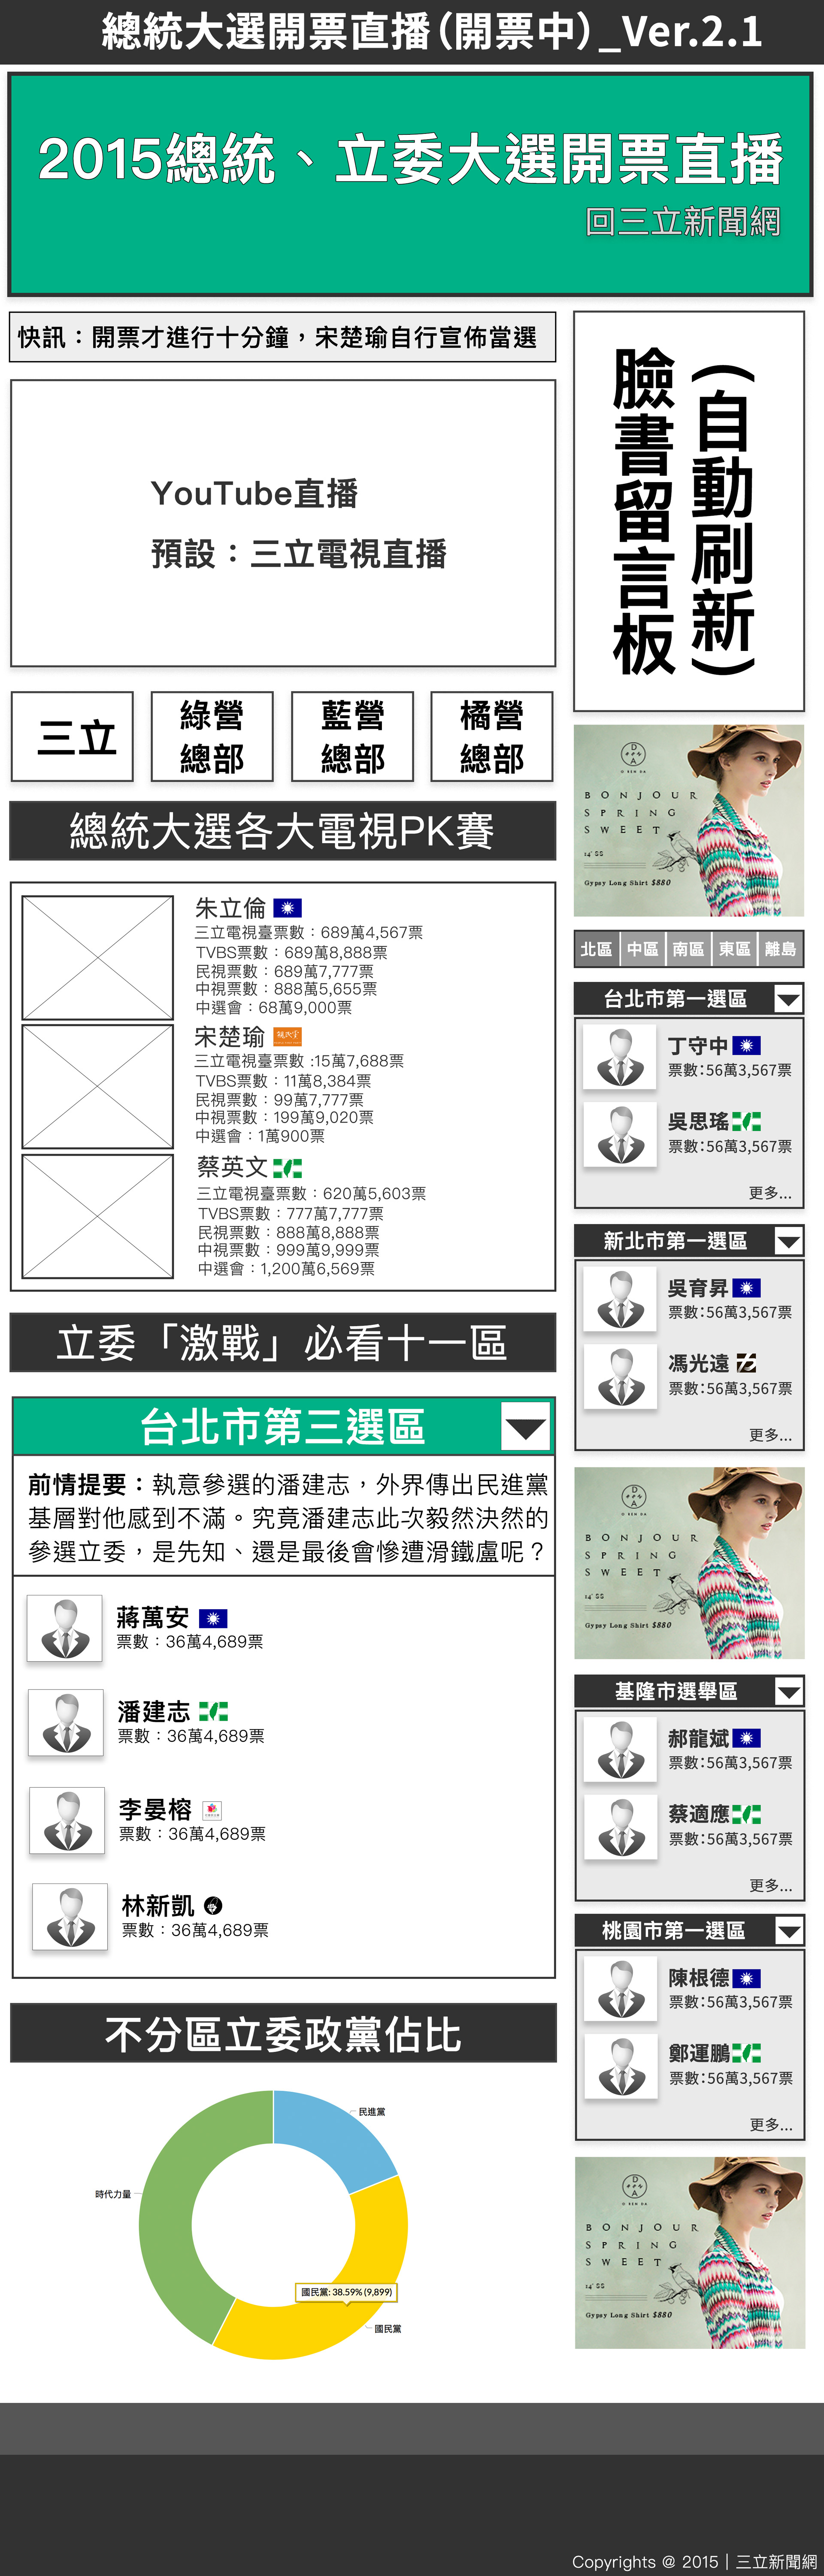 總統大選開票直播(開票中)_Ver.2.1
2015總統、立委大選開票直播
回三立新聞網
快訊：開票才進行十分鐘，宋楚瑜自行宣佈當選
YouTube直播
預設：三立電視直播
三立
綠營
總部
藍營
總部
橘營
總部
總統大選各大電視PK賽
朱立倫
三立電視臺票數：689萬4,567票
TVBS票數：689萬8,888票
民視票數：689萬7,777票
中視票數：888萬5,655票
中選會：68萬9,000票
宋楚瑜
三立電視臺票數:15萬7,688票
TVBS票數：11萬8,384票
民視票數：99萬7,777票
中視票數：199萬9,020票
中選會：1萬900票
蔡英文
三立電視臺票數：620萬5,603票
TVBS票數：777萬7,777票
民視票數：888萬8,888票
中視票數：999萬9,999票
中選會：1,200萬6,569票
立委「激戰」必看十一區
台北市第三選區
前情提要：執意參選的潘建志，外界傳出民進黨
基層對他感到不滿。究竟潘建志此次毅然決然的
參選立委，是先知、還是最後會慘遭滑鐵盧呢？
蔣萬安
票數：36萬4,689票
潘建志
票數：36萬4,689票
李晏榕
票數：36萬4,689票
林新凱
票數：36萬4,689票
不分區立委政黨佔比
民進黨
時代力量
國民黨: 38.59% (9,899)
國民黨
(自動刷新)
臉書留言板
D
A
O SEN DA
BONJOUR
SPRING
SWEET
14' SS
Gypsy Long Shirt $880
北區
中區
南區
東區
離島
台北市第一選區
丁守中
票數:56萬3,567票
吳思瑤
票數:56萬3,567票
更多...
新北市第一選區
吳育昇
票數:56萬3,567票
馮光遠
票數:56萬3,567票
更多...
D
A
O SEN DA
BONJOUR
SPRING
SWEET
14' SS
Gypsy Long Shirt $880
基隆市選舉區
郝龍斌
票數:56萬3,567票
蔡適應
票數:56萬3,567票
更多...
桃園市第一選區
陳根德
票數:56萬3,567票
鄭運鵬
票數:56萬3,567票
更多...
D
A
O SEN DA
BONJOUR
SPRING
SWEET
14' SS
Gypsy Long Shirt $880
Copyrights @ 2015｜三立新聞網